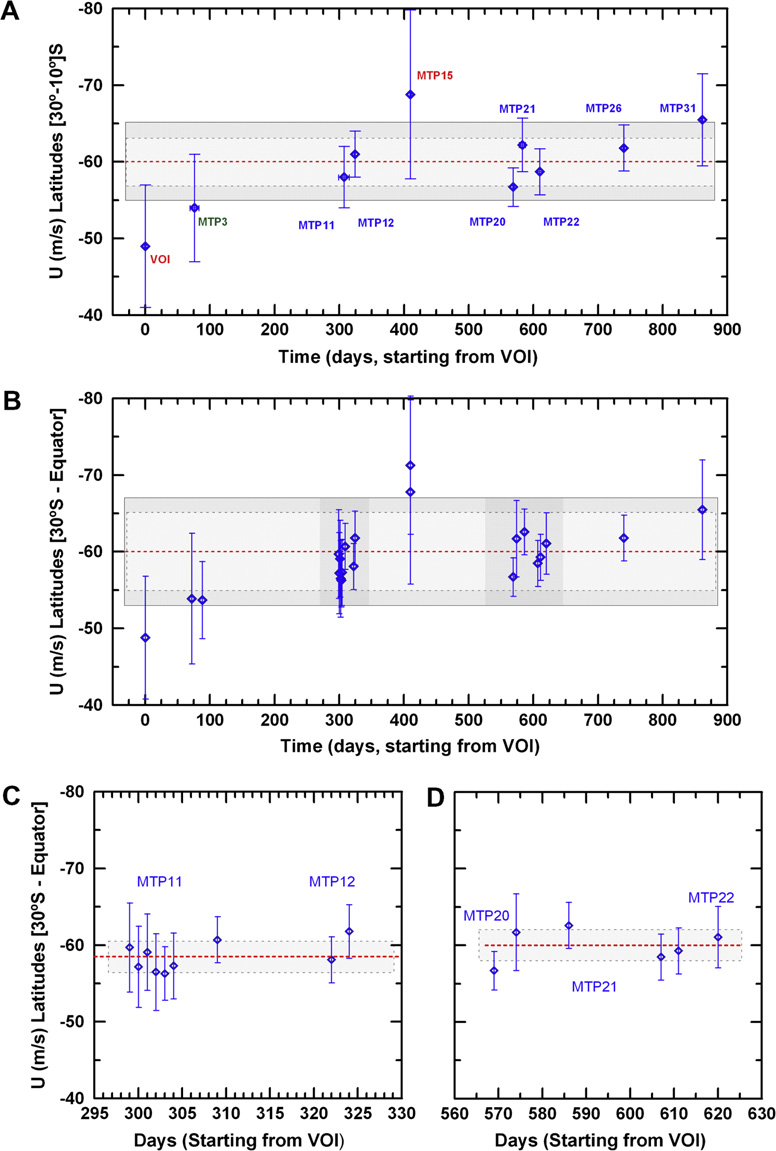 A
U (m/s) Latitudes [30º-10º]S
-80
-70
-60
-50
-40
VOI
MTP3
MTP11
MTP12
MTP15
MTP20
MTP21
MTP22
MTP26
MTP31
0 100 200 300 400 500 600 700 800 900
Time (days, starting from VOI)
B
U (m/s) Latitudes [30ºS - Equator]
-80
-70
-60
-50
-40
0 100 200 300 400 500 600 700 800 900
Time (days, starting from VOI)
C
U (m/s) Latitudes [30ºS - Equator]
-80
-70
-60
-50
-40
MTP11
MTP12
295 300 305 310 315 320 325 330
Days (Starting from VOI)
D
MTP20
MTP21
MTP22
560 570 580 590 600 610 620 630
Days (Starting from VOI)